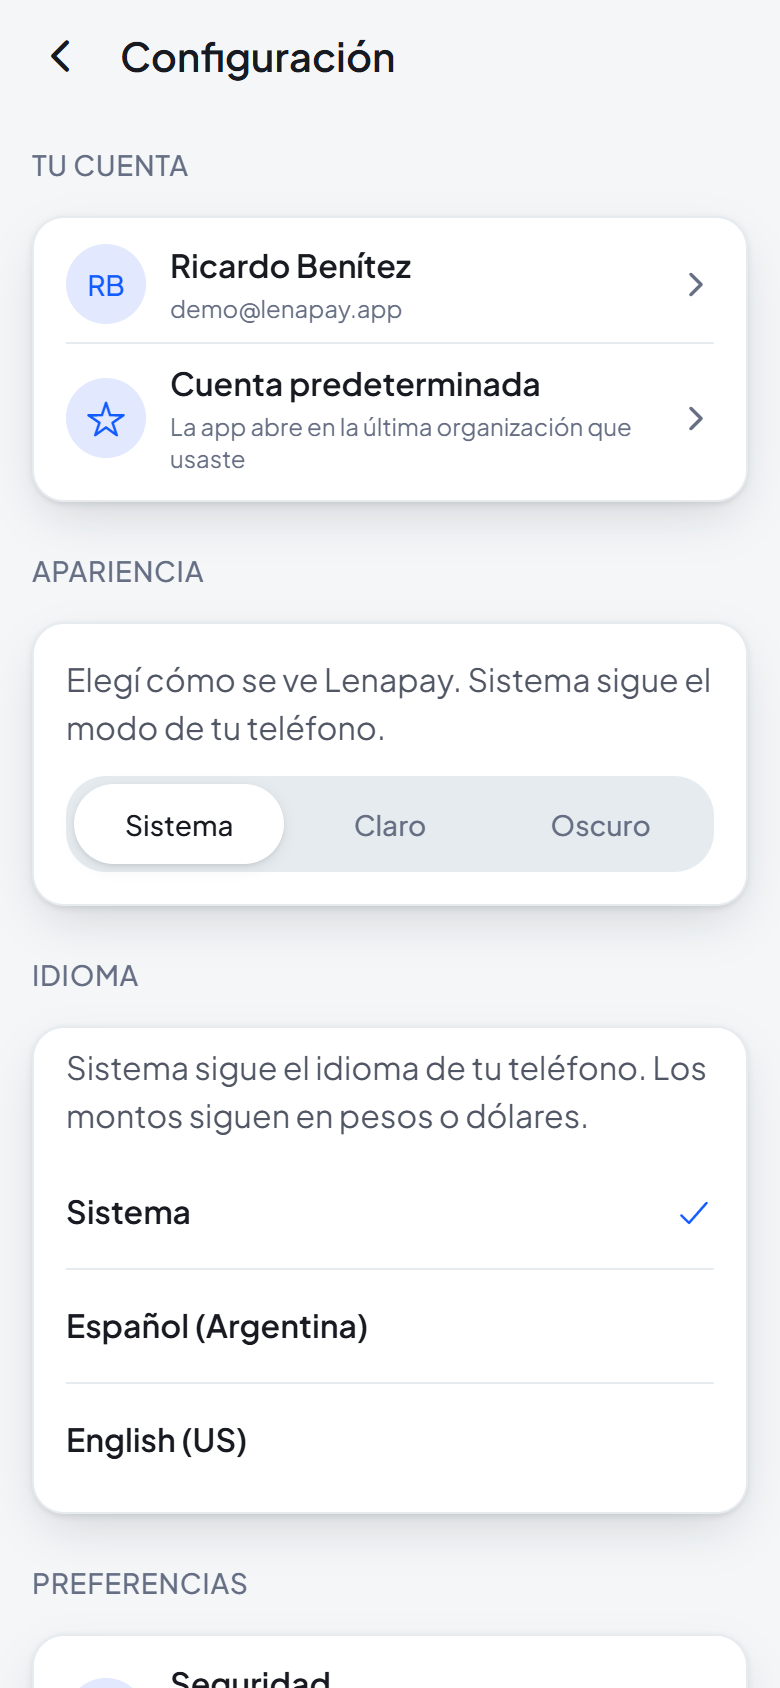 Configuración
TU CUENTA
RB
Ricardo Benítez
demo@lenapay.app
Cuenta predeterminada
La app abre en la última organización que
usaste
APARIENCIA
Elegí cómo se ve Lenapay. Sistema sigue el
modo de tu teléfono.
Sistema
Claro
Oscuro
IDIOMA
Sistema sigue el idioma de tu teléfono. Los
montos siguen en pesos o dólares.
Sistema
Español (Argentina)
English (US)
PREFERENCIAS
Seguridad